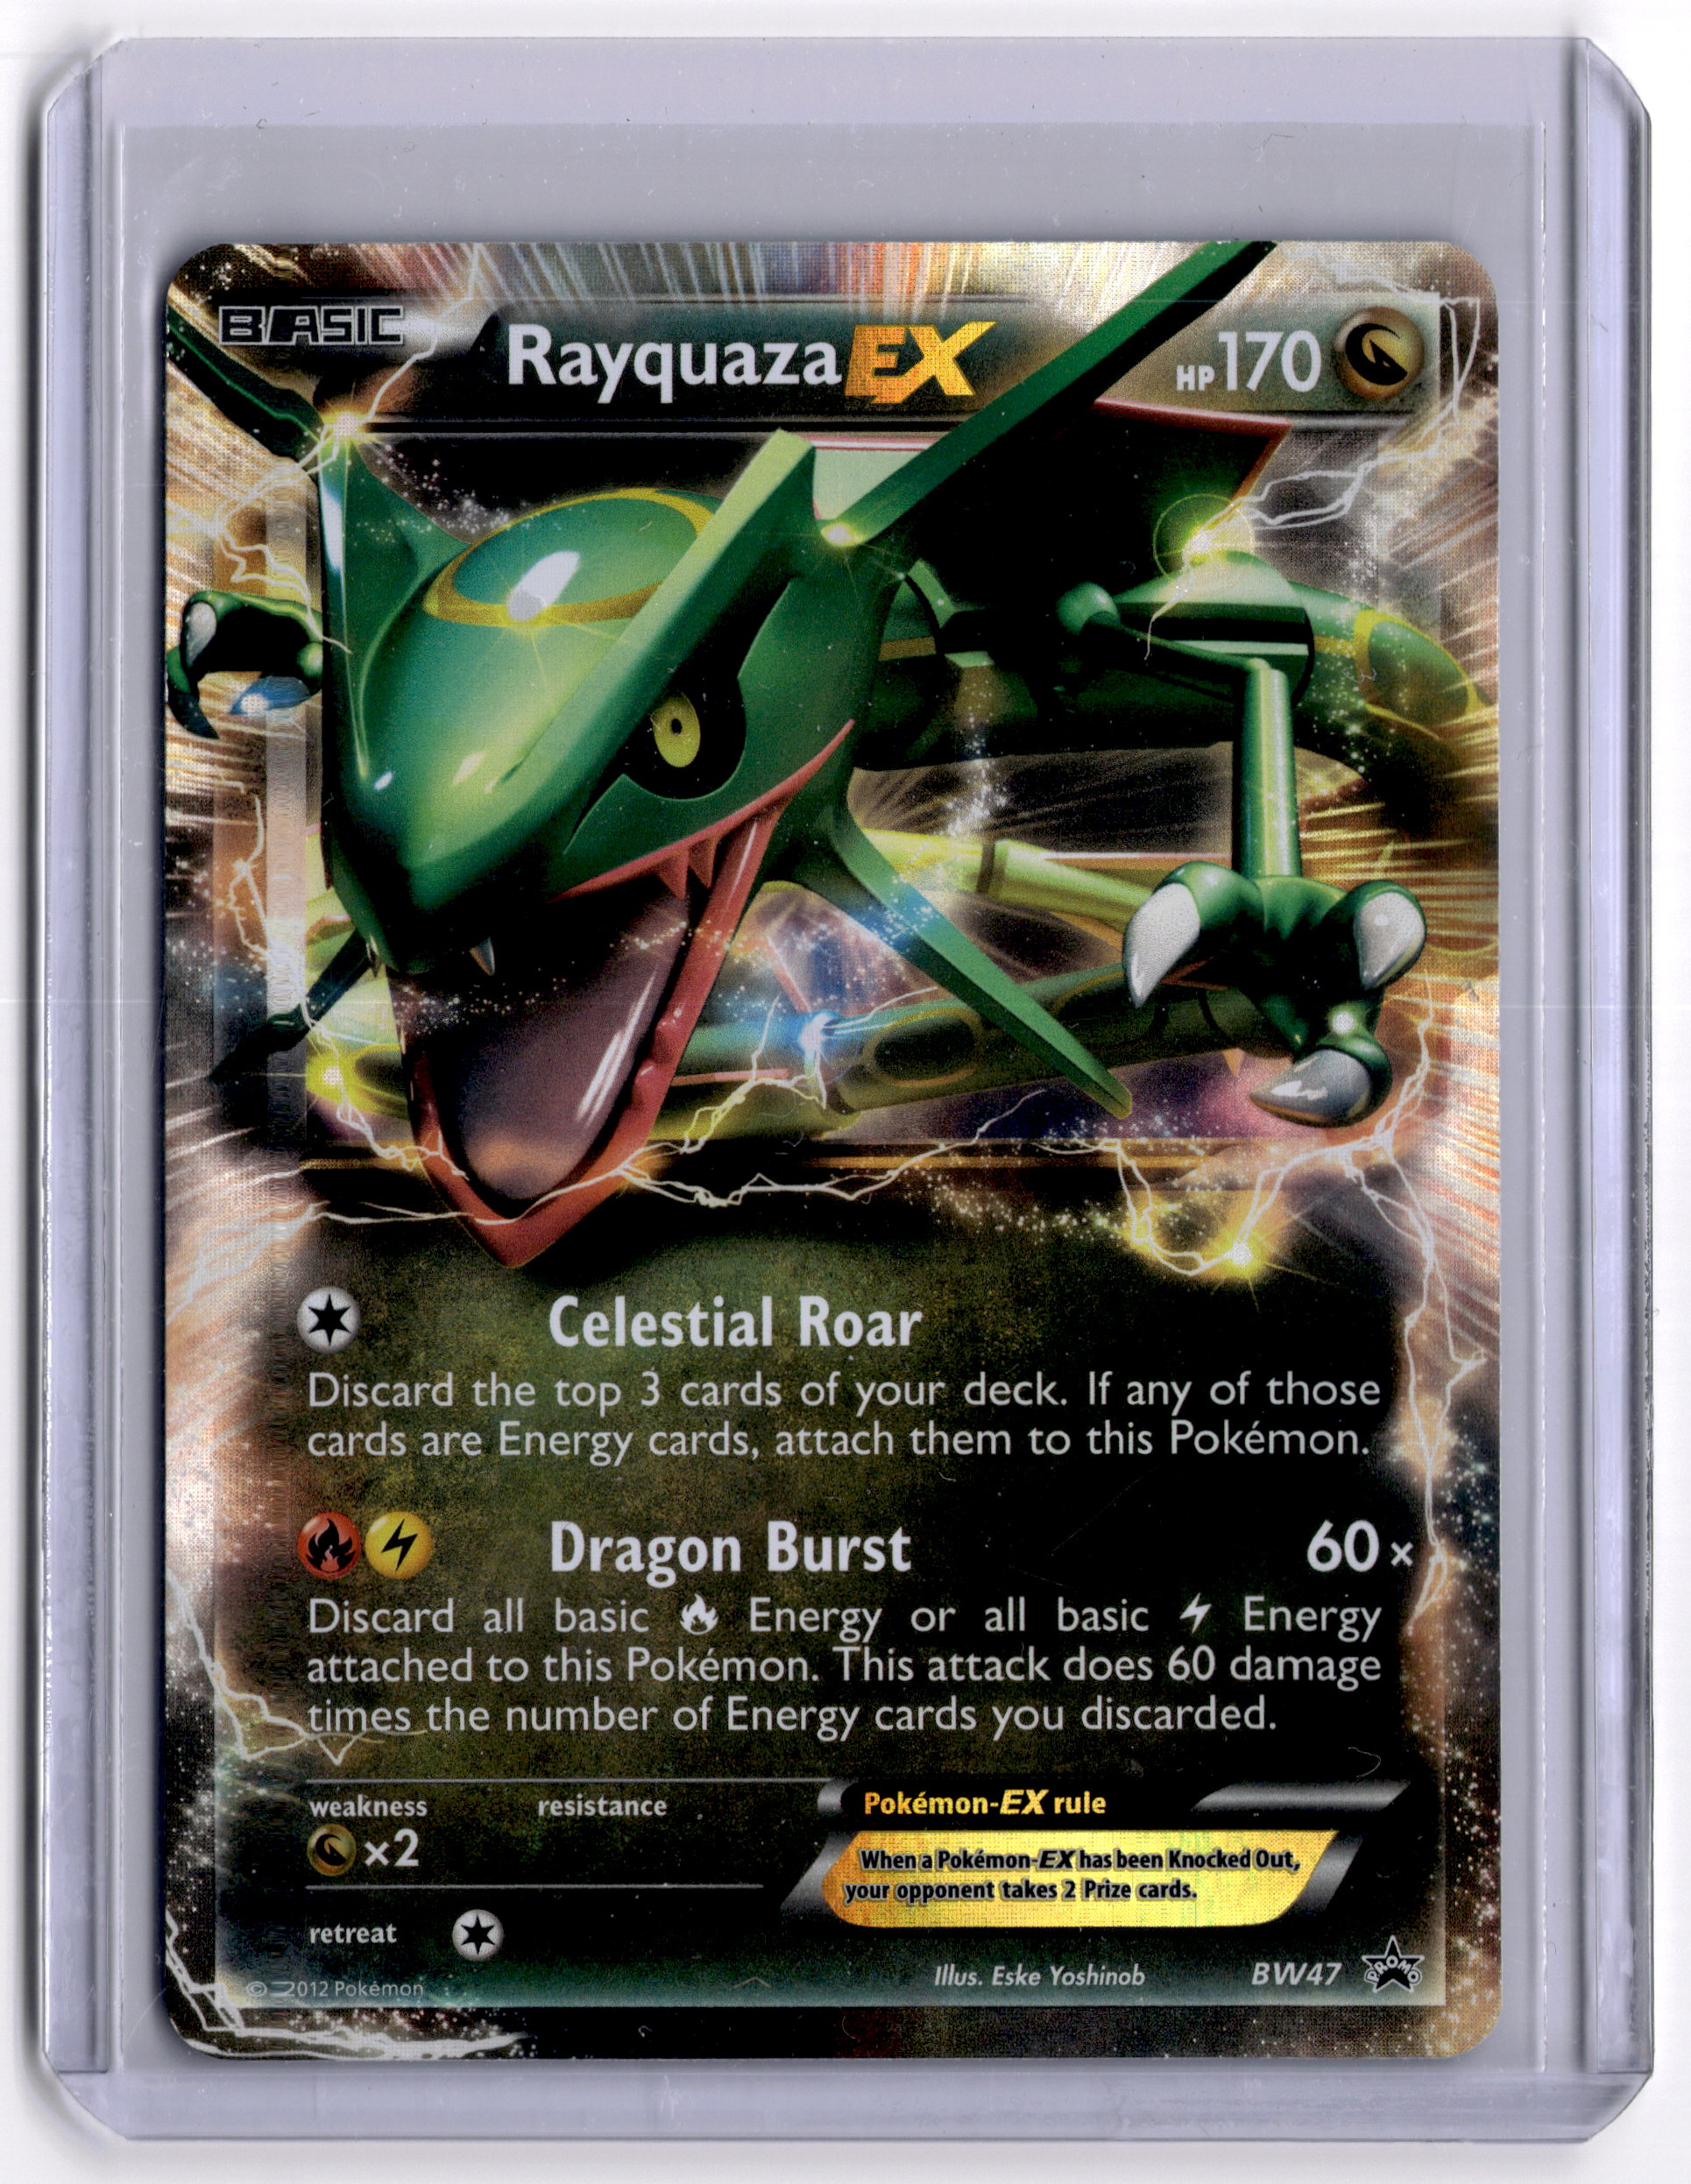 BASIC
RayquazaEX
HP170
Celestial Roar
Discard the top 3 cards of your deck. If any of those
cards are Energy cards, attach them to this Pokémon.
Dragon Burst 60×
Discard all basic Energy or all basic Energy
attached to this Pokémon. This attack does 60 damage
times the number of Energy cards you discarded.
weakness resistance
×2
Pokémon-EX rule
When a Pokémon-EX has been Knocked Out,
your opponent takes 2 Prize cards.
retreat
© 2012 Pokémon
Illus. Eske Yoshinob
BW47
PROMO